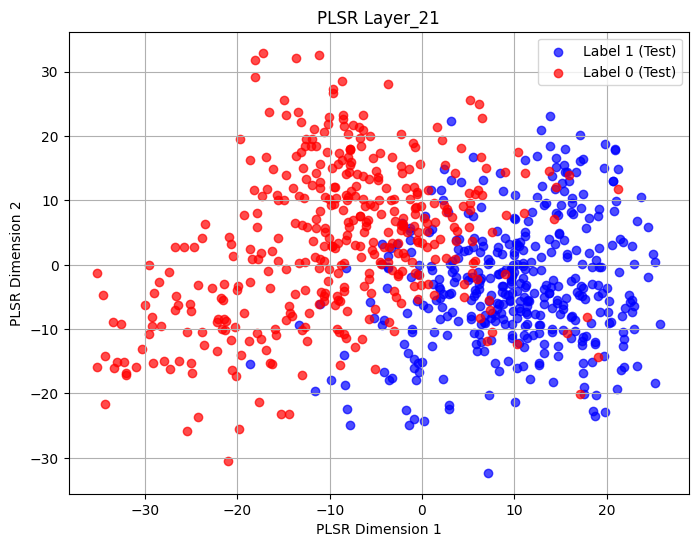 PLSR Layer_21
Label 1 (Test)
Label 0 (Test)
PLSR Dimension 2
30
20
10
0
−10
−20
−30
−30
−20
−10
0
10
20
PLSR Dimension 1